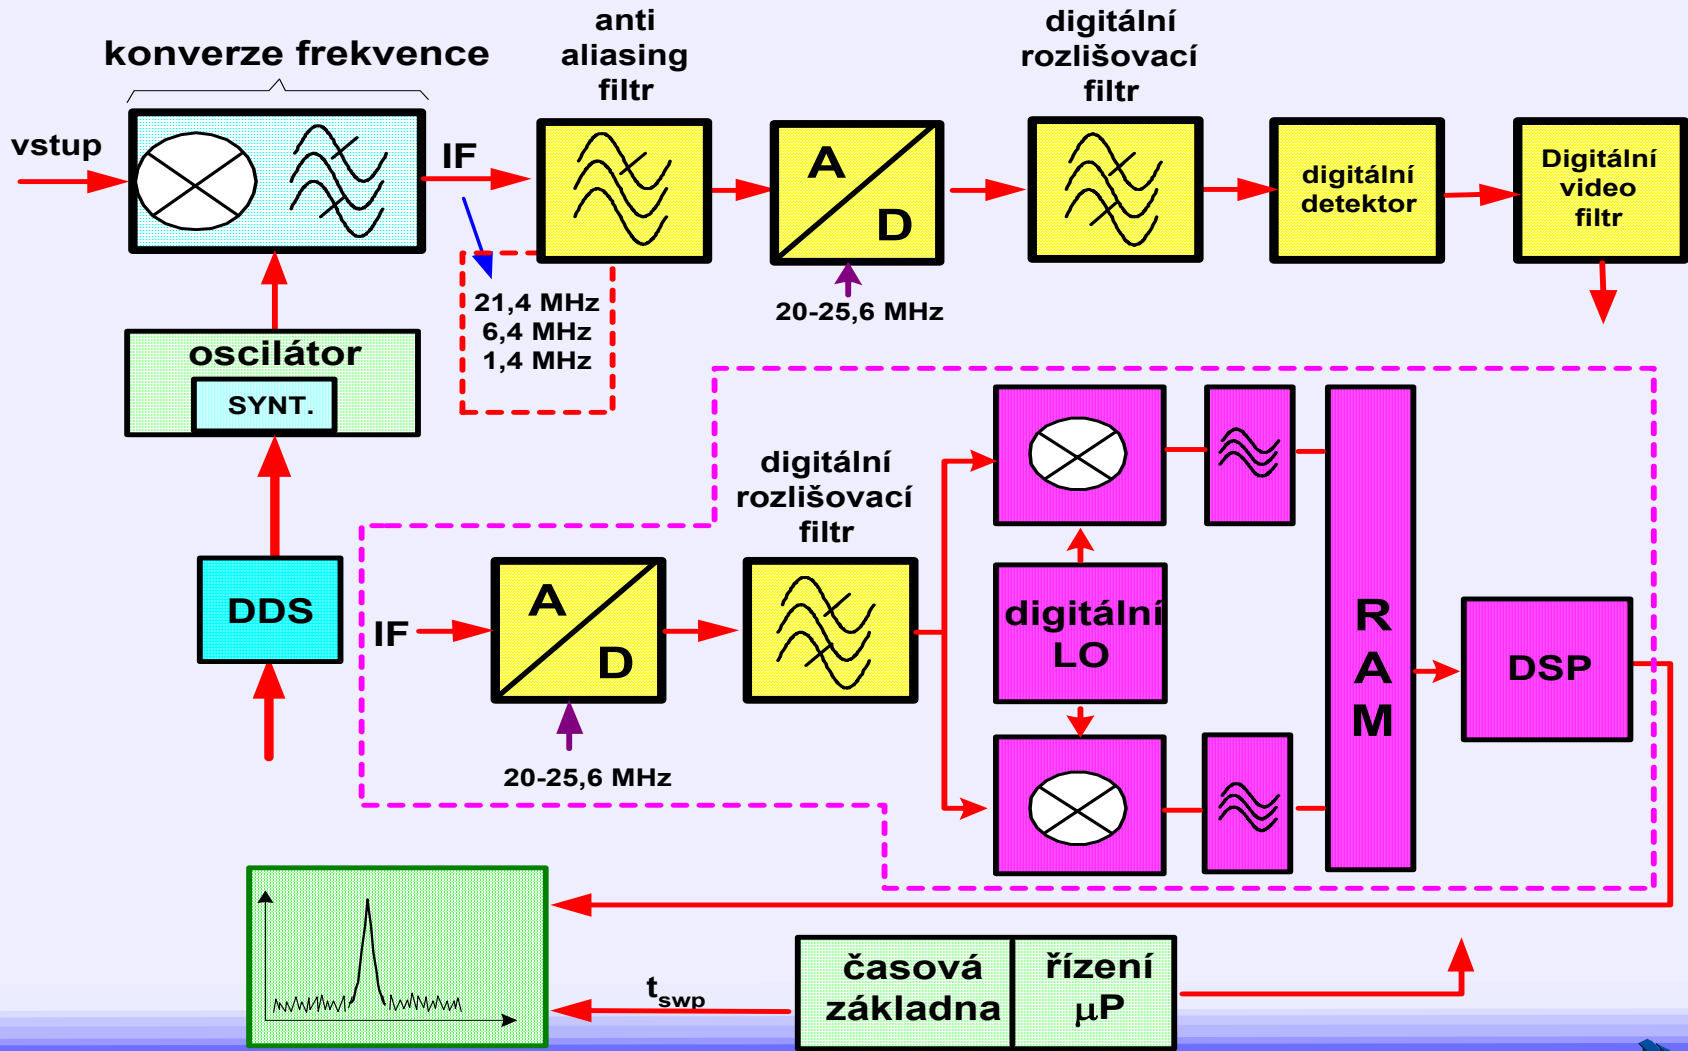 konverze frekvence
anti
aliasing
filtr
digitální
rozlišovací
filtr
vstup
IF
A
D
digitální
detektor
Digitální
video
filtr
21,4 MHz
6,4 MHz
1,4 MHz
20-25,6 MHz
oscilátor
SYNT.
DDS
digitální
rozlišovací
filtr
IF
A
D
20-25,6 MHz
digitální
LO
R
A
M
DSP
t_swp
časová
základna
řízení
μP